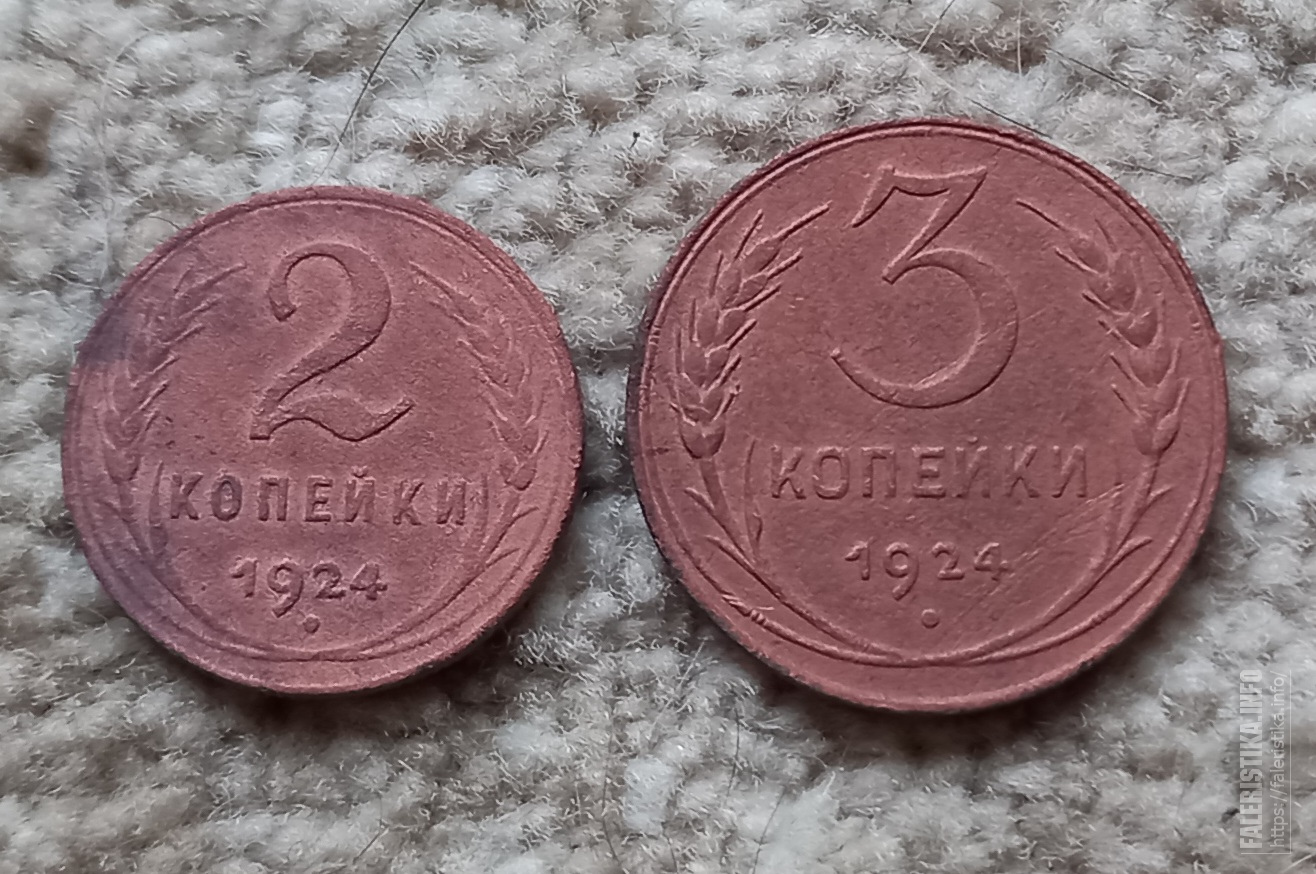 2
КОПЕЙКИ
1924
3
КОПЕЙКИ
1924
FALERISTIKA.INFO
https://faleristika.info/